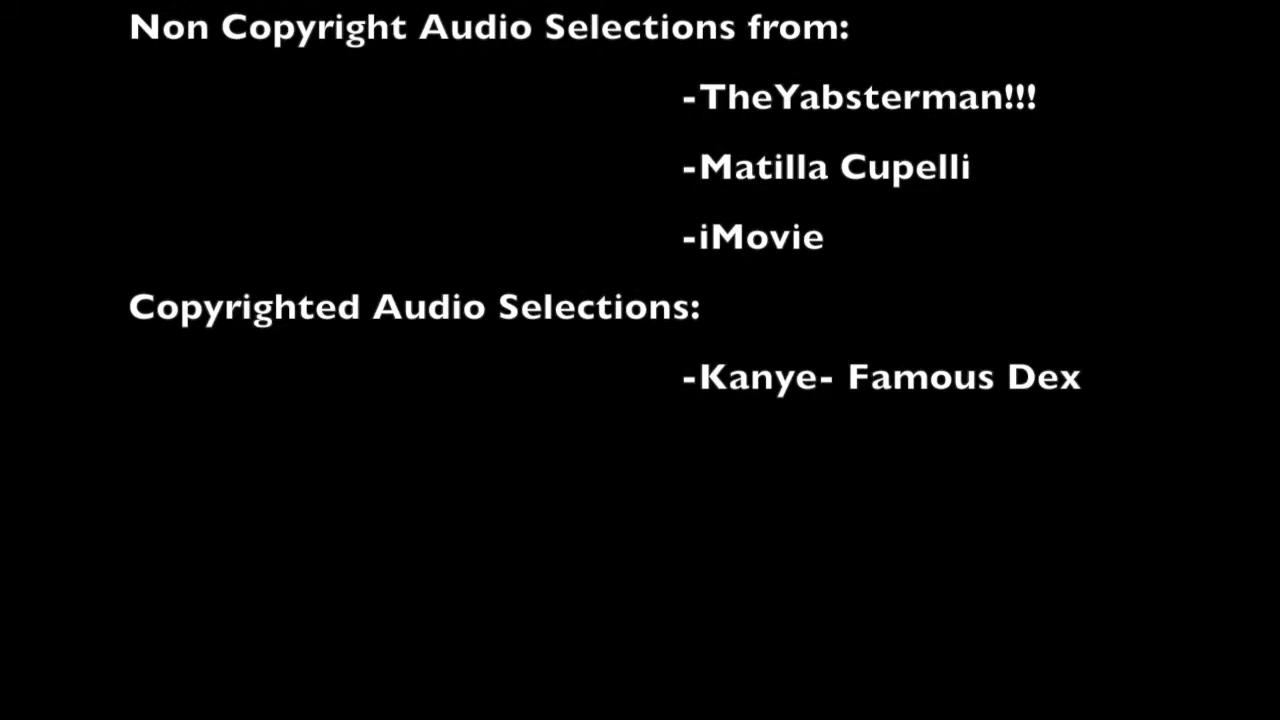 Non Copyright Audio Selections from:
-TheYabsterman!!!
-Matilla Cupelli
-iMovie
Copyrighted Audio Selections:
-Kanye- Famous Dex